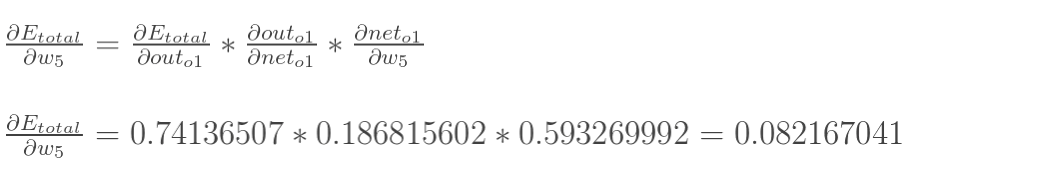 ∂E_total/∂w_5 = ∂E_total/∂out_o1 * ∂out_o1/∂net_o1 * ∂net_o1/∂w_5
∂E_total/∂w_5 = 0.74136507 * 0.186815602 * 0.593269992 = 0.082167041